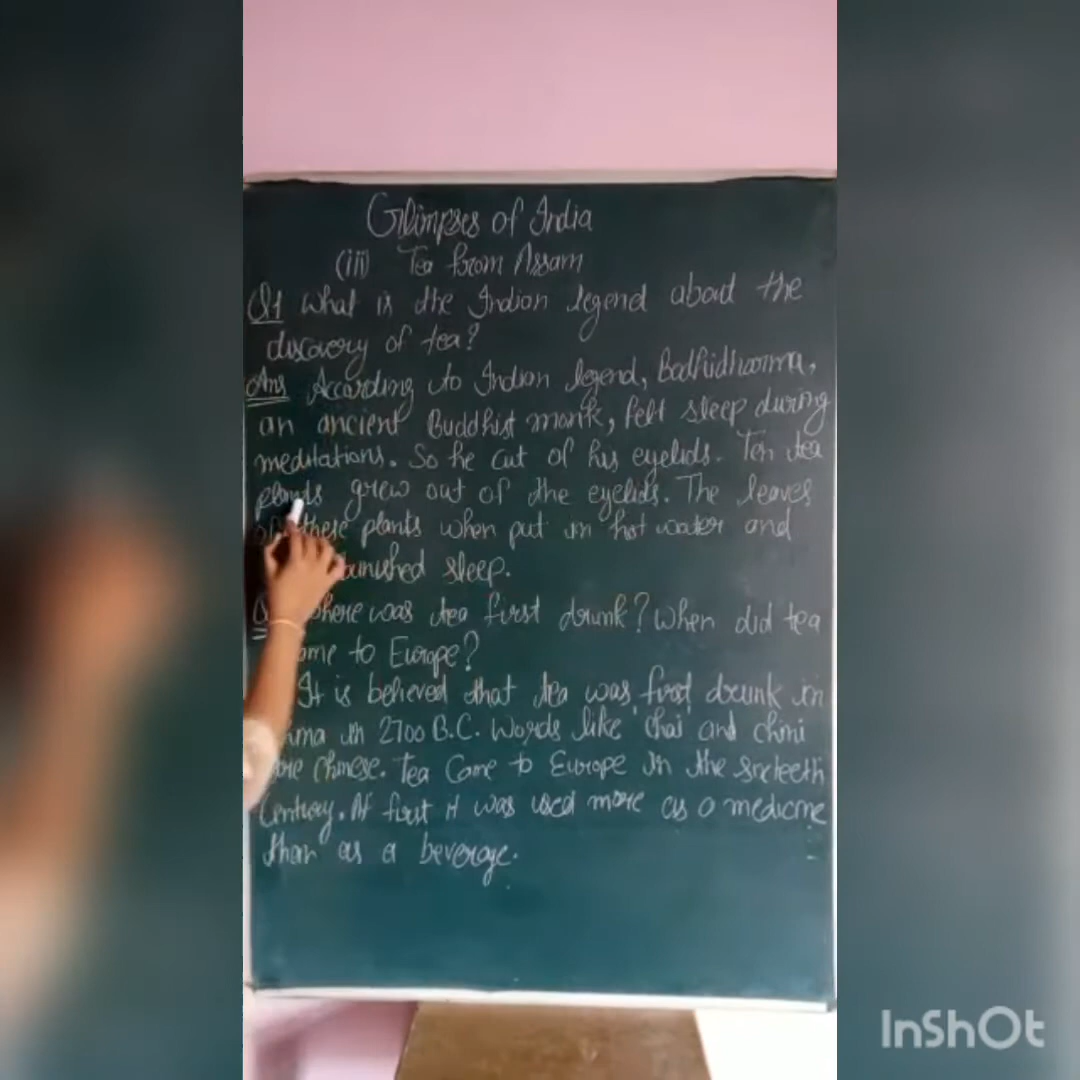 Glimpses of India
(iii) Tea from Assam
Q1 What is the Indian legend about the
discovery of tea?
Ans According to Indian legend, Bodhidharma,
an ancient Buddhist monk, felt sleep during
meditations. So he cut of his eyelids. Ten tea
plants grew out of the eyelids. The leaves
of these plants when put in hot water and
banished sleep.
Where was tea first drunk? When did tea
ome to Europe?
It is believed that tea was first drunk in
in 2700 B.C. Words like 'chai' and chini
are Chinese. Tea Came to Europe in the
Century. At first it was used more as a medicine
than as a beverage.
InShOt